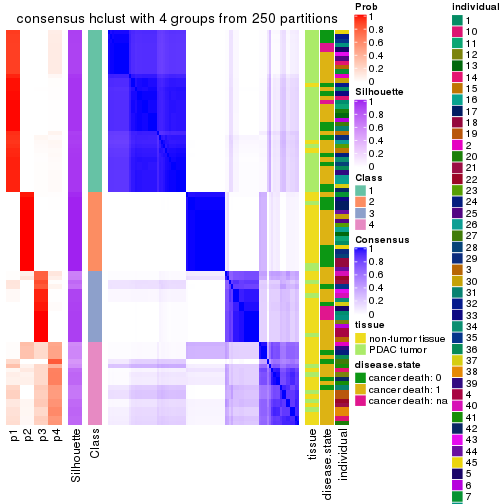 consensus hclust with 4 groups from 250 partitions
p1
p2
p3
p4
Silhouette
Class
tissue
disease.state
individual
Prob
1
0.8
0.6
0.4
0.2
0
Silhouette
1
0.8
0.6
0.4
0.2
0
Class
1
2
3
4
Consensus
1
0.8
0.6
0.4
0.2
0
tissue
non-tumor tissue
PDAC tumor
disease.state
cancer death: 0
cancer death: 1
cancer death: na
individual
1
10
11
12
13
14
15
16
17
18
19
2
20
21
22
23
24
25
26
27
28
29
3
30
31
32
33
34
35
36
37
38
39
4
40
41
42
43
44
45
5
6
7